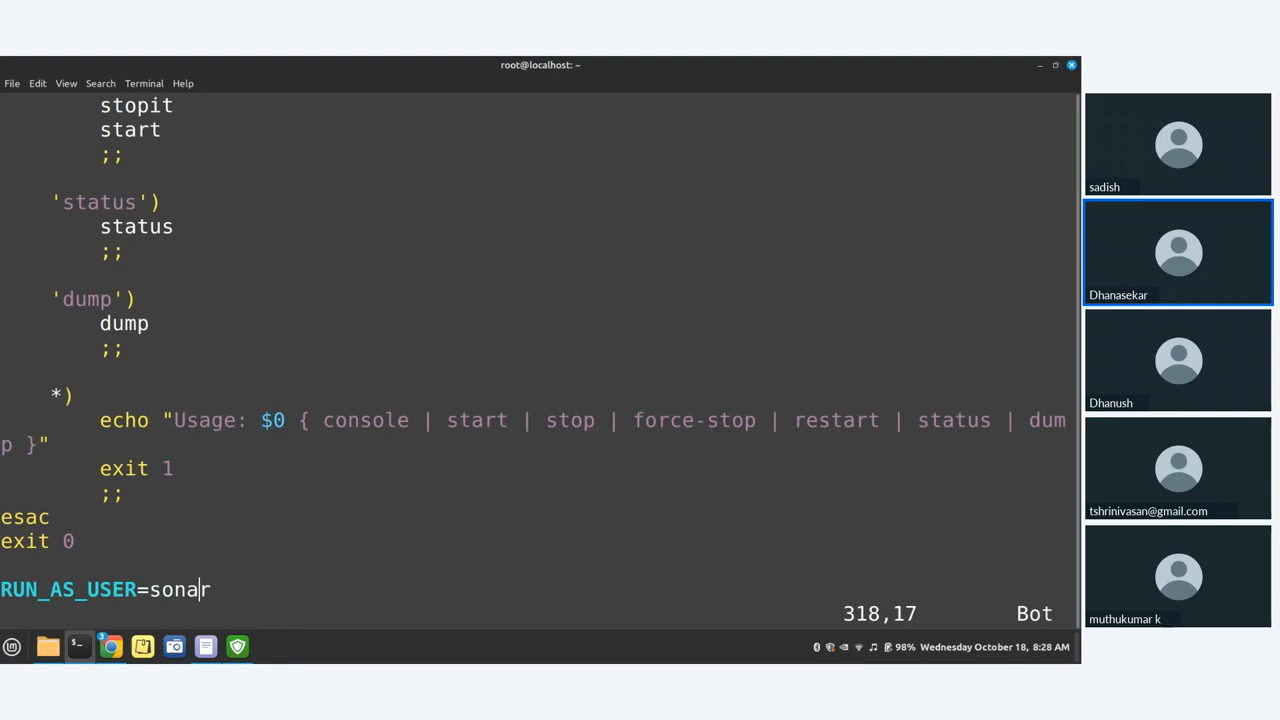 root@localhost: ~
File Edit View Search Terminal Help
stopit
start
;;
'status')
status
;;
'dump')
dump
;;
*)
echo "Usage: $0 { console | start | stop | force-stop | restart | status | dum
p }"
exit 1
;;
esac
exit 0
RUN_AS_USER=sonar
318,17 Bot
3
98% Wednesday October 18, 8:28 AM
sadish
Dhanasekar
Dhanush
tshrinivasan@gmail.com
muthukumar k